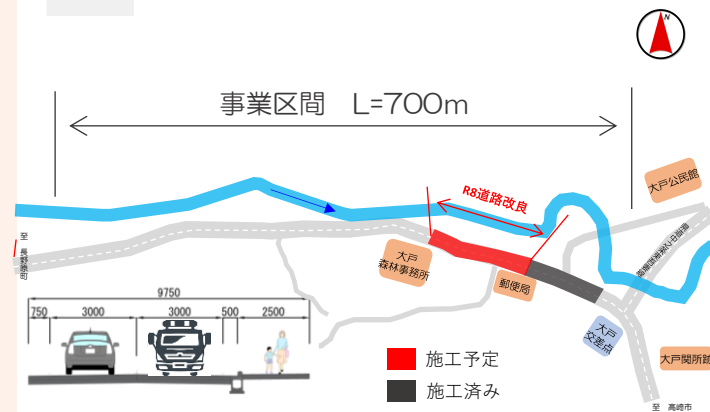 N
事業区間　L=700m
R8道路改良
大戸公民館
至 長野原町
大戸
森林事務所
郵便局
大戸
交差点
大戸関所跡
9750
750 3000 3000 500 2500
施工予定
施工済み
至　高崎市